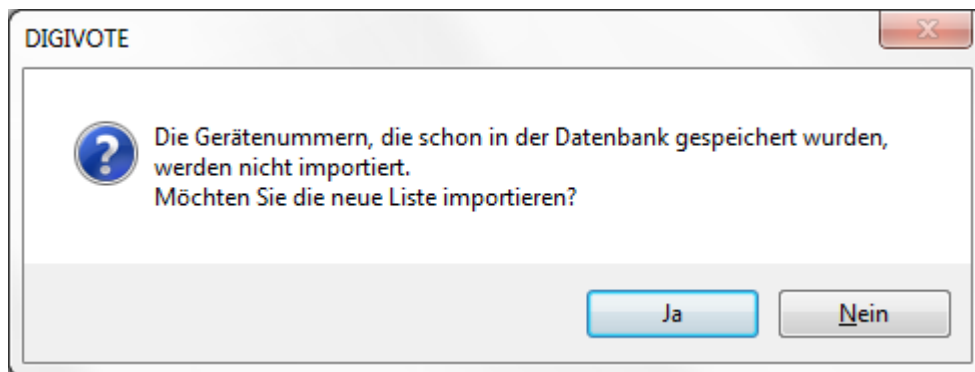 DIGIVOTE
Die Gerätenummern, die schon in der Datenbank gespeichert wurden,
werden nicht importiert.
Möchten Sie die neue Liste importieren?
Ja
Nein